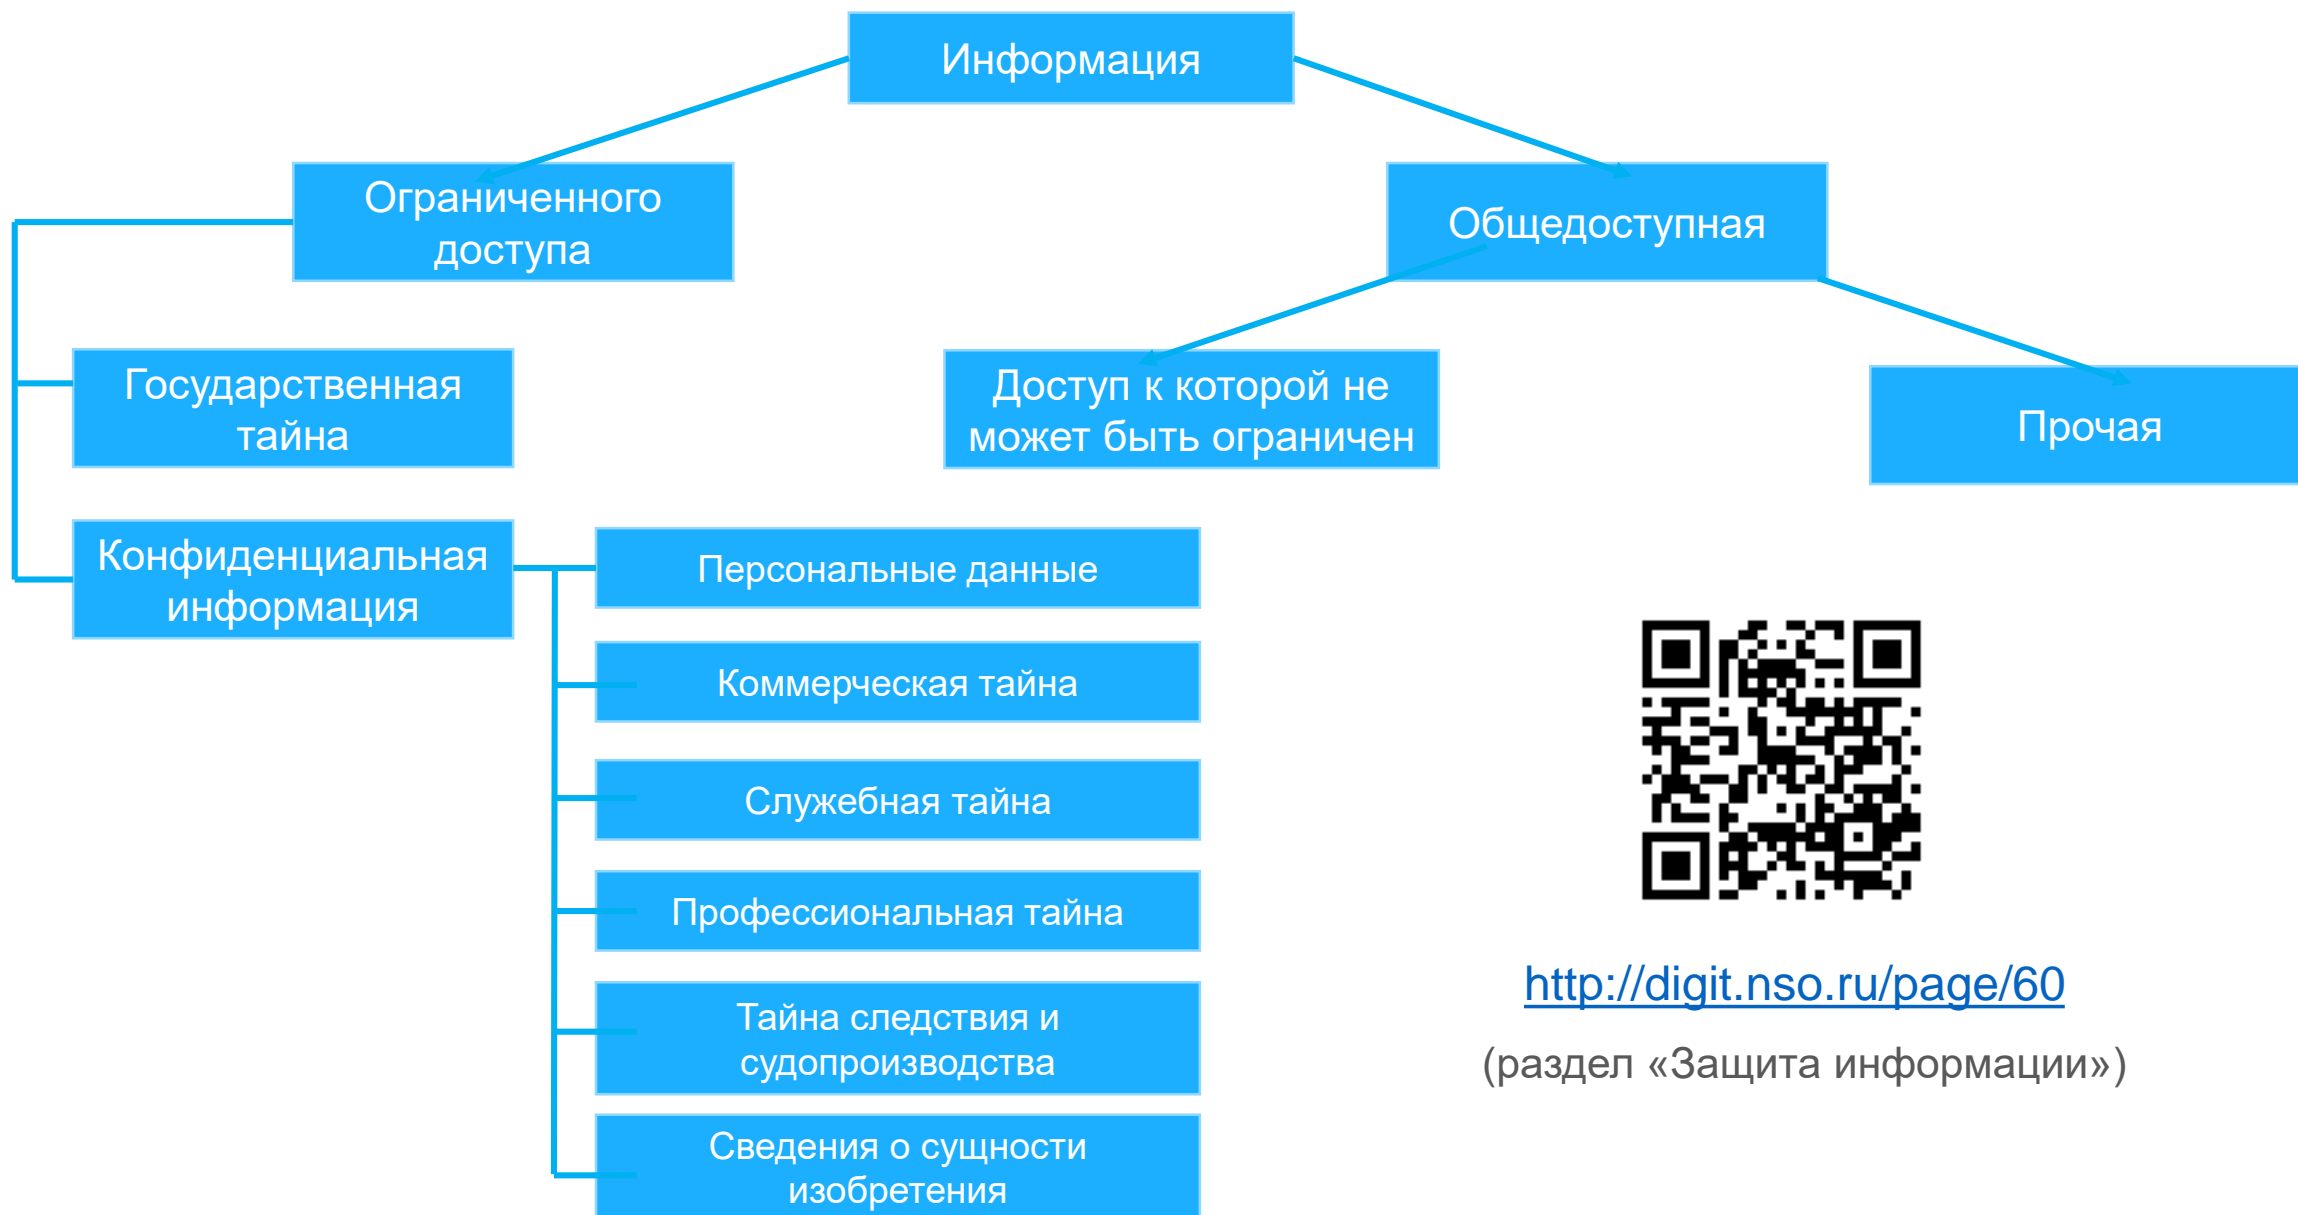 Информация
Ограниченного
доступа
Общедоступная
Государственная
тайна
Доступ к которой не
может быть ограничен
Прочая
Конфиденциальная
информация
Персональные данные
Коммерческая тайна
Служебная тайна
Профессиональная тайна
Тайна следствия и
судопроизводства
Сведения о сущности
изобретения
http://digit.nso.ru/page/60
(раздел «Защита информации»)